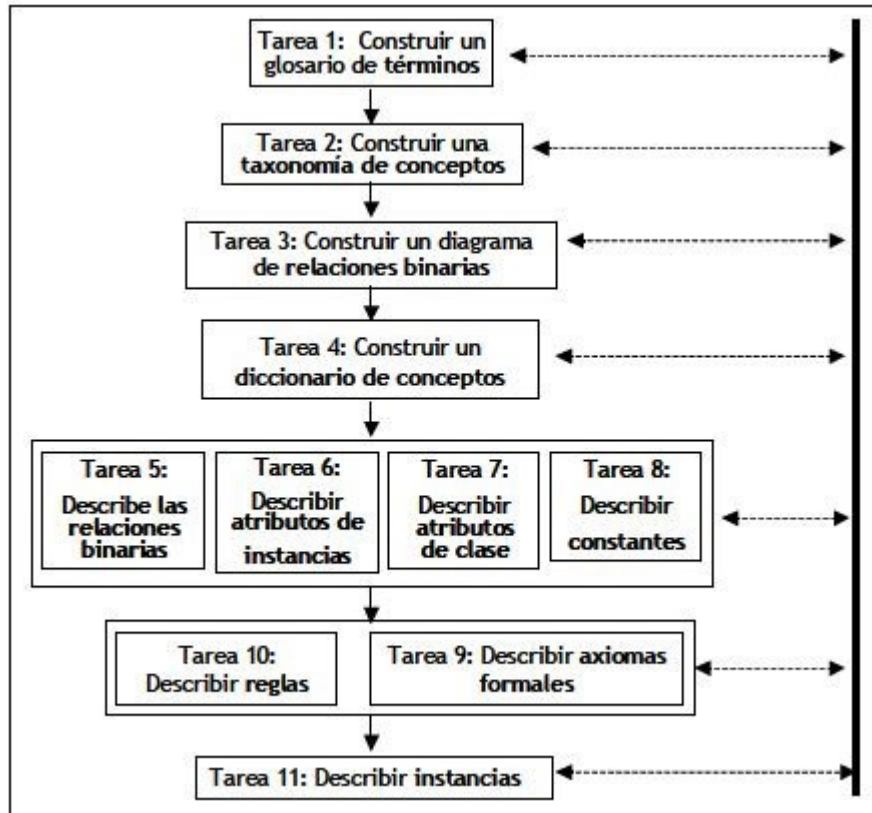 Tarea 1: Construir un
glosario de términos
Tarea 2: Construir una
taxonomía de conceptos
Tarea 3: Construir un diagrama
de relaciones binarias
Tarea 4: Construir un
diccionario de conceptos
Tarea 5:
Describe las
relaciones
binarias
Tarea 6:
Describir
atributos de
instancias
Tarea 7:
Describir
atributos
de clase
Tarea 8:
Describir
constantes
Tarea 10:
Describir reglas
Tarea 9: Describir axiomas
formales
Tarea 11: Describir instancias